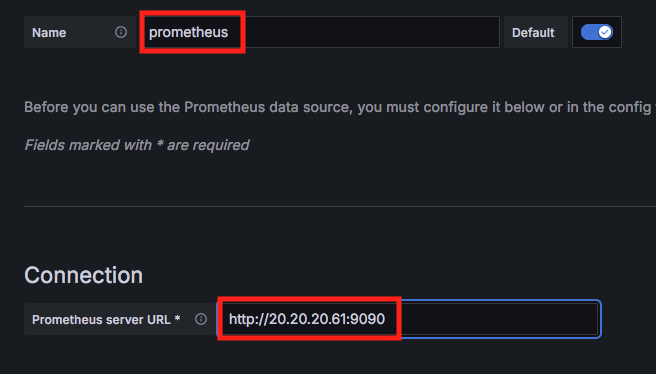 Name prometheus Default
Before you can use the Prometheus data source, you must configure it below or in the config
Fields marked with * are required
Connection
Prometheus server URL * http://20.20.20.61:9090